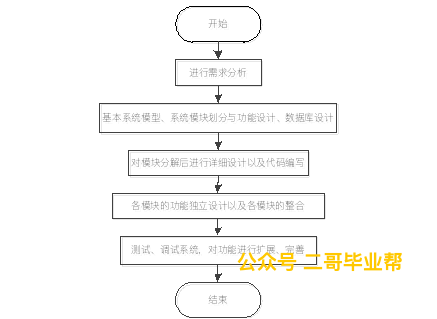 开始
进行需求分析
基本系统模型、系统模块划分与功能设计、数据库设计
对模块分解后进行详细设计以及代码编写
各模块的功能独立设计以及各模块的整合
测试、调试系统，对功能进行扩展、完善
公众号 二哥毕业帮
结束